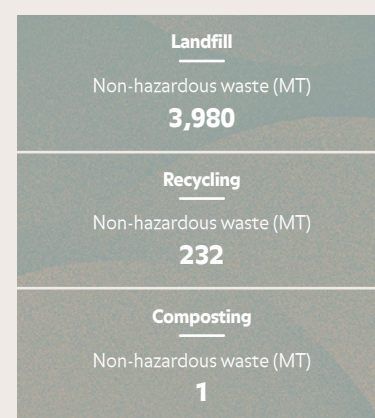 Landfill
Non-hazardous waste (MT)
3,980
Recycling
Non-hazardous waste (MT)
232
Composting
Non-hazardous waste (MT)
1